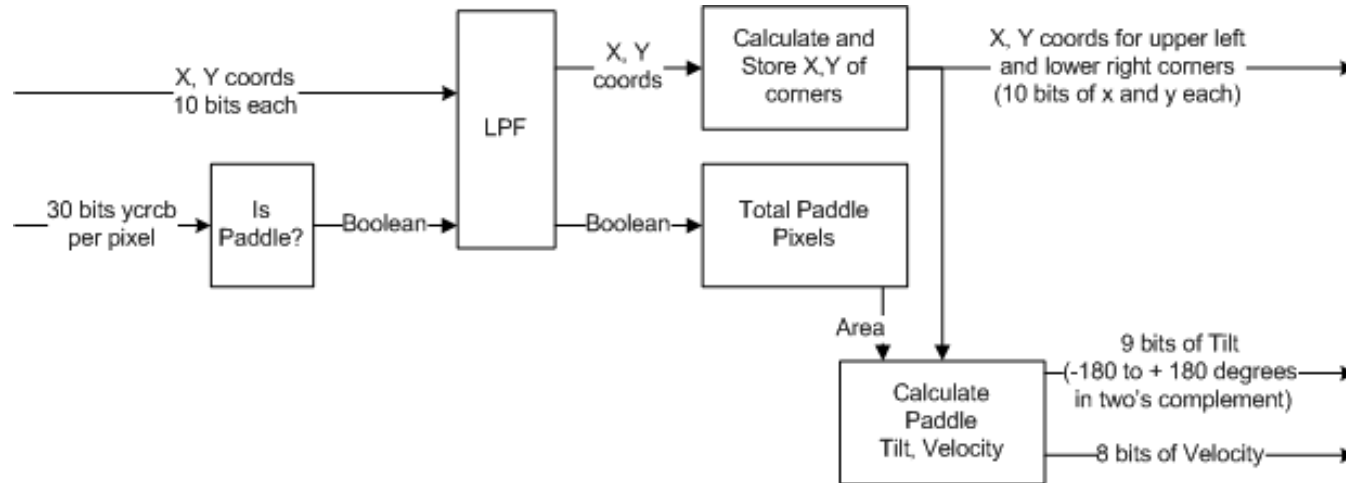 X, Y coords
10 bits each
LPF
X, Y
coords
Calculate and
Store X,Y of
corners
X, Y coords for upper left
and lower right corners
(10 bits of x and y each)
30 bits ycrcb
per pixel
Is
Paddle?
Boolean
Boolean
Total Paddle
Pixels
Area
Calculate
Paddle
Tilt, Velocity
9 bits of Tilt
(-180 to + 180 degrees
in two's complement)
8 bits of Velocity